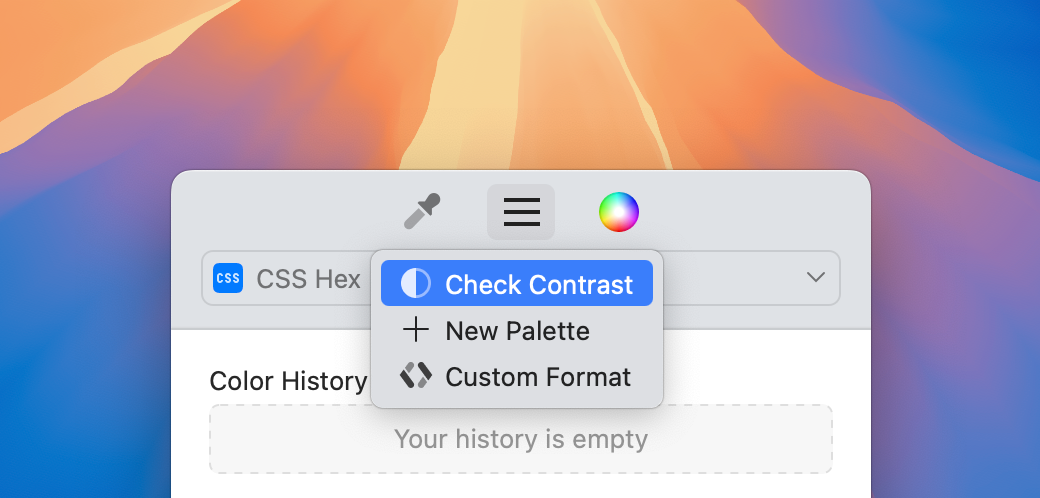 CSS CSS Hex
Check Contrast
New Palette
Custom Format
Color History
Your history is empty